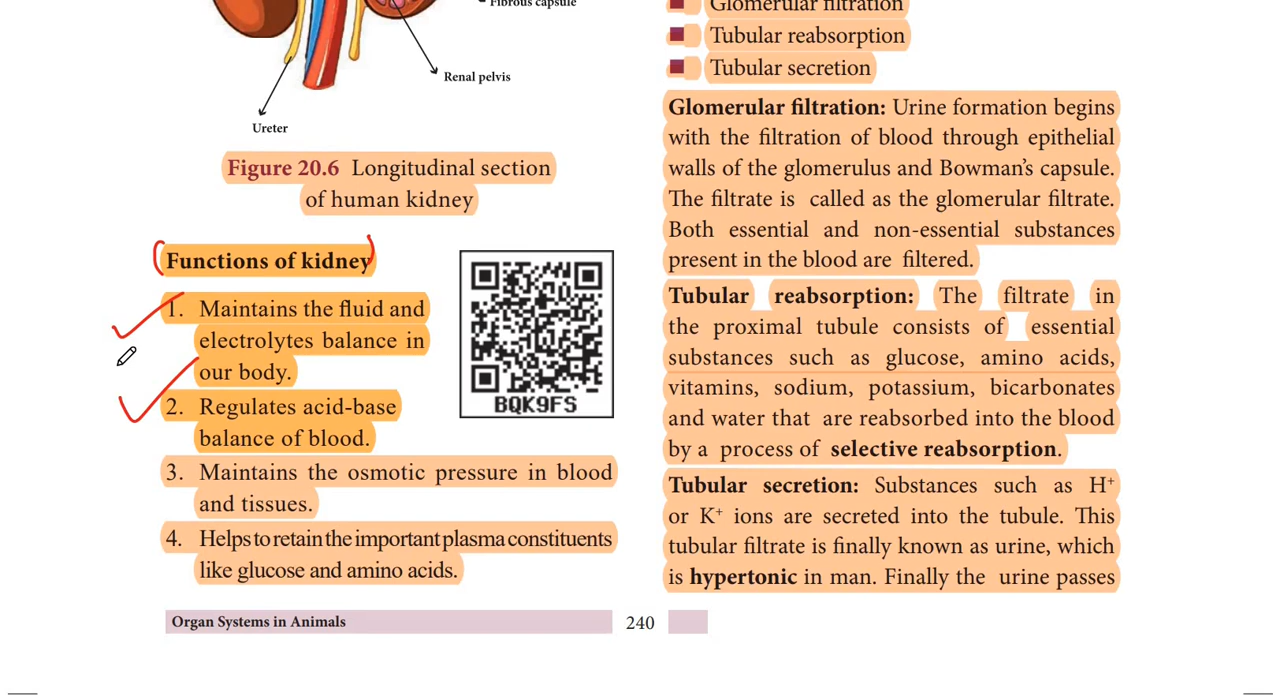 Fibrous capsule
Renal pelvis
Ureter
Figure 20.6 Longitudinal section
of human kidney
Functions of kidney
1. Maintains the fluid and
electrolytes balance in
our body.
2. Regulates acid-base
balance of blood.
3. Maintains the osmotic pressure in blood
and tissues.
4. Helps to retain the important plasma constituents
like glucose and amino acids.
BQK9FS
Glomerular filtration
Tubular reabsorption
Tubular secretion
Glomerular filtration: Urine formation begins
with the filtration of blood through epithelial
walls of the glomerulus and Bowman's capsule.
The filtrate is called as the glomerular filtrate.
Both essential and non-essential substances
present in the blood are filtered.
Tubular reabsorption: The filtrate in
the proximal tubule consists of essential
substances such as glucose, amino acids,
vitamins, sodium, potassium, bicarbonates
and water that are reabsorbed into the blood
by a process of selective reabsorption.
Tubular secretion: Substances such as H⁺
or K⁺ ions are secreted into the tubule. This
tubular filtrate is finally known as urine, which
is hypertonic in man. Finally the urine passes
Organ Systems in Animals
240